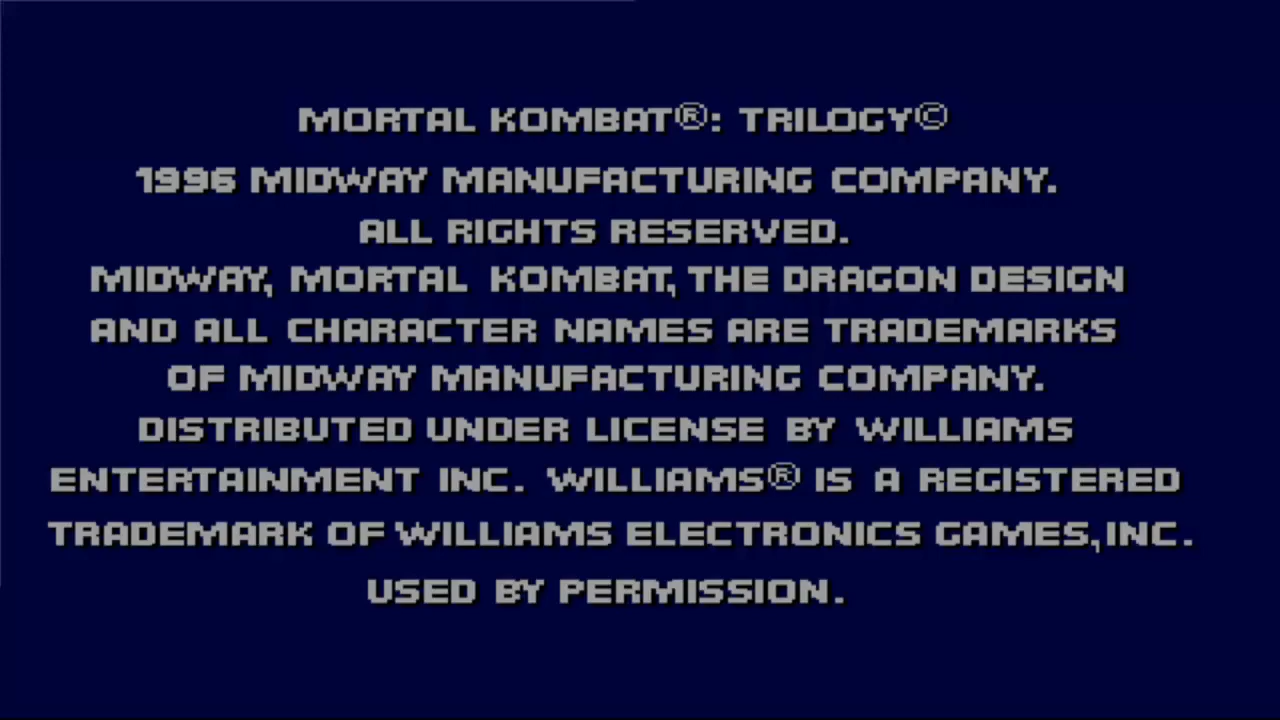 MORTAL KOMBAT®: TRILOGY©
1996 MIDWAY MANUFACTURING COMPANY.
ALL RIGHTS RESERVED.
MIDWAY, MORTAL KOMBAT, THE DRAGON DESIGN
AND ALL CHARACTER NAMES ARE TRADEMARKS
OF MIDWAY MANUFACTURING COMPANY.
DISTRIBUTED UNDER LICENSE BY WILLIAMS
ENTERTAINMENT INC. WILLIAMS® IS A REGISTERED
TRADEMARK OF WILLIAMS ELECTRONICS GAMES,INC.
USED BY PERMISSION.